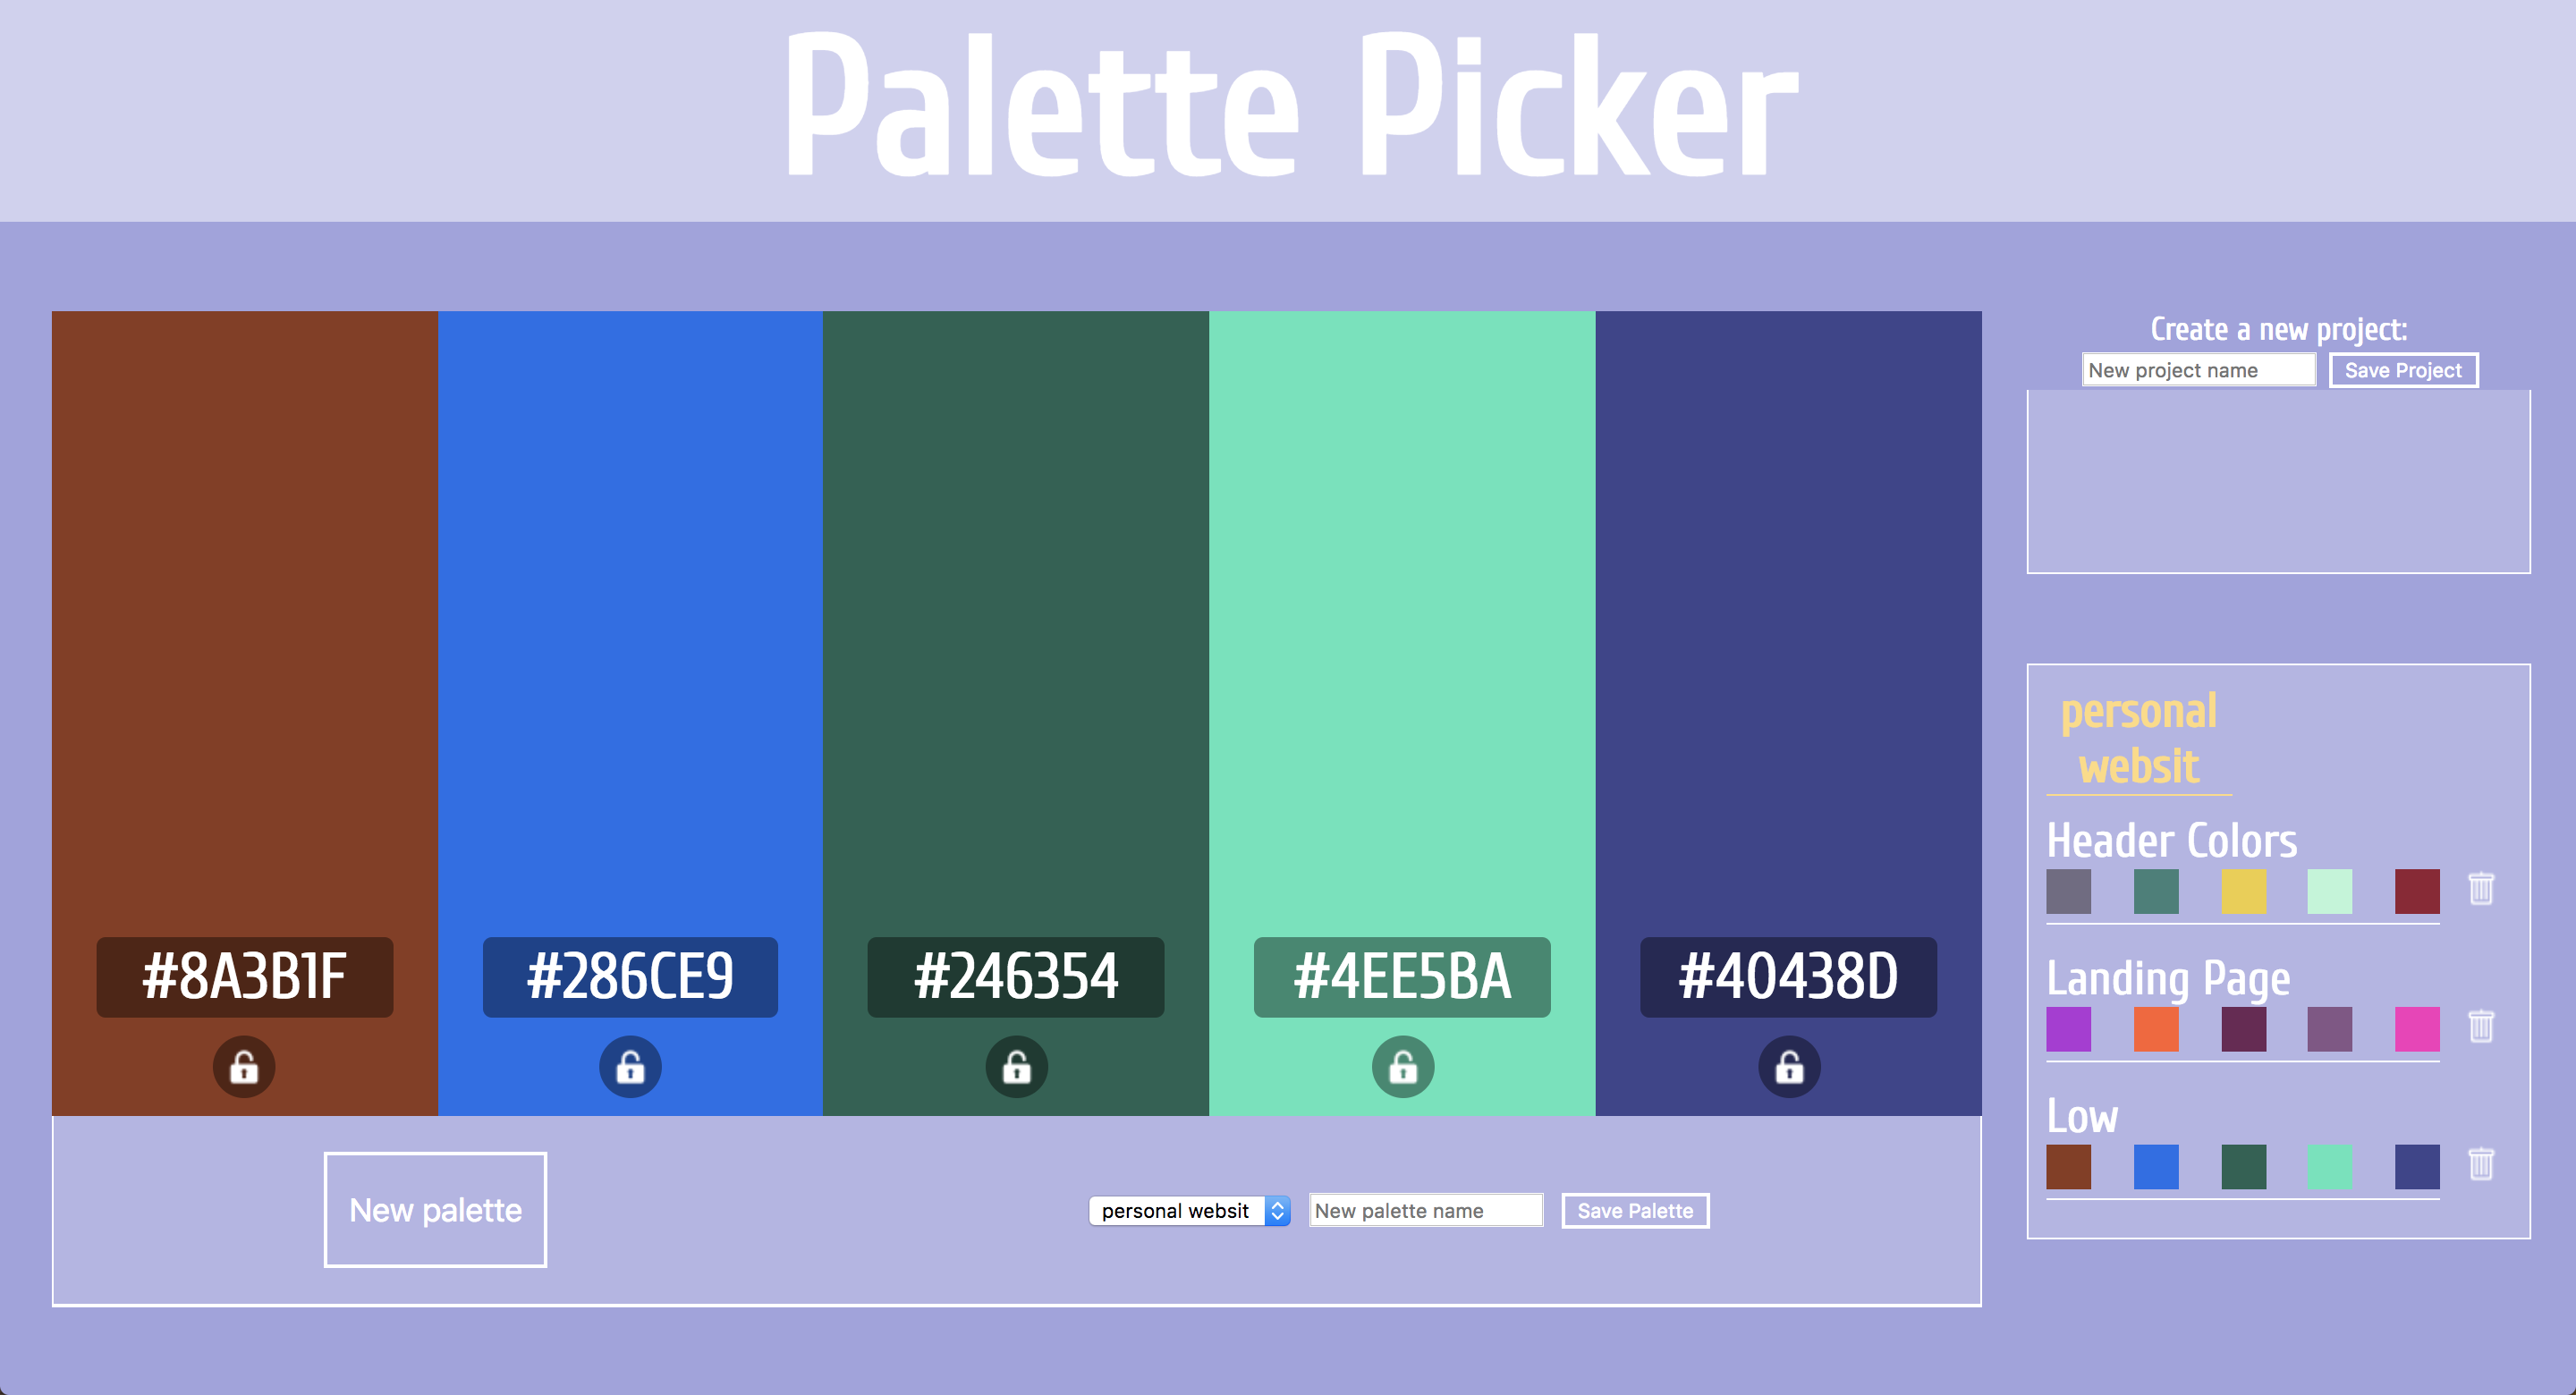 Palette Picker
#8A3B1F
#286CE9
#246354
#4EE5BA
#40438D
New palette
personal websit
New palette name
Save Palette
Create a new project:
New project name
Save Project
personal
websit
Header Colors
Landing Page
Low